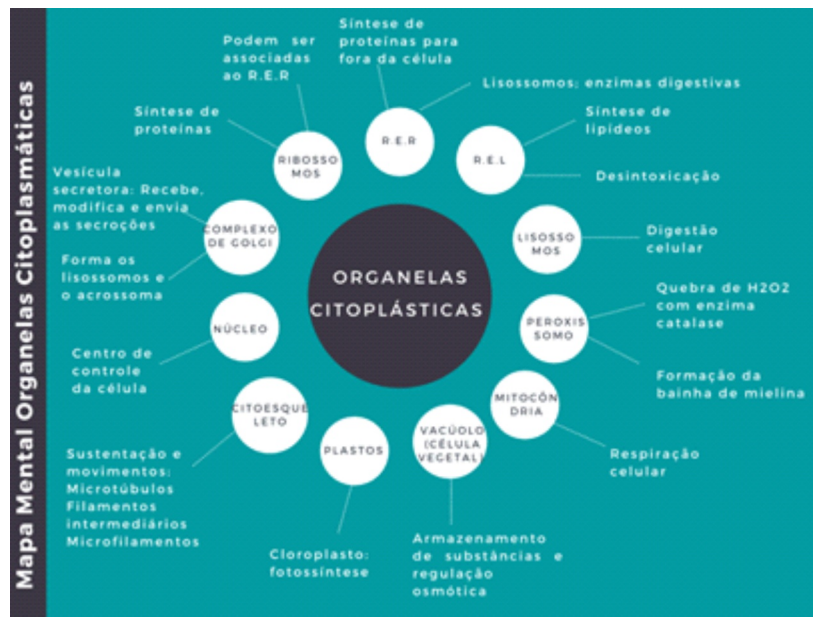 Mapa Mental Organelas Citoplasmáticas
Síntese de
proteínas para
fora da célula
Podem ser
associadas
ao R.E.R
Lisossomos; enzimas digestivas
Síntese de
proteínas
Síntese de
lipídeos
R.E.R
RIBOSSO
MOS
R.E.L
Desintoxicação
Vesícula
secretora: Recebe,
modifica e envia
as secroções
COMPLEXO
DE GOLGI
LISOSSO
MOS
Digestão
celular
Forma os
lisossomos e
o acrossoma
ORGANELAS
CITOPLÁSTICAS
Quebra de H2O2
com enzima
catalase
NÚCLEO
PEROXIS
SOMO
Centro de
controle
da célula
Formação da
bainha de mielina
CITOESQUE
LETO
MITOCÔN
DRIA
PLASTOS
VACÚOLO
(CÉLULA
VEGETAL)
Respiração
celular
Sustentação e
movimentos:
Microtúbulos
Filamentos
intermediários
Microfilamentos
Cloroplasto:
fotossíntese
Armazenamento
de substâncias e
regulação
osmótica